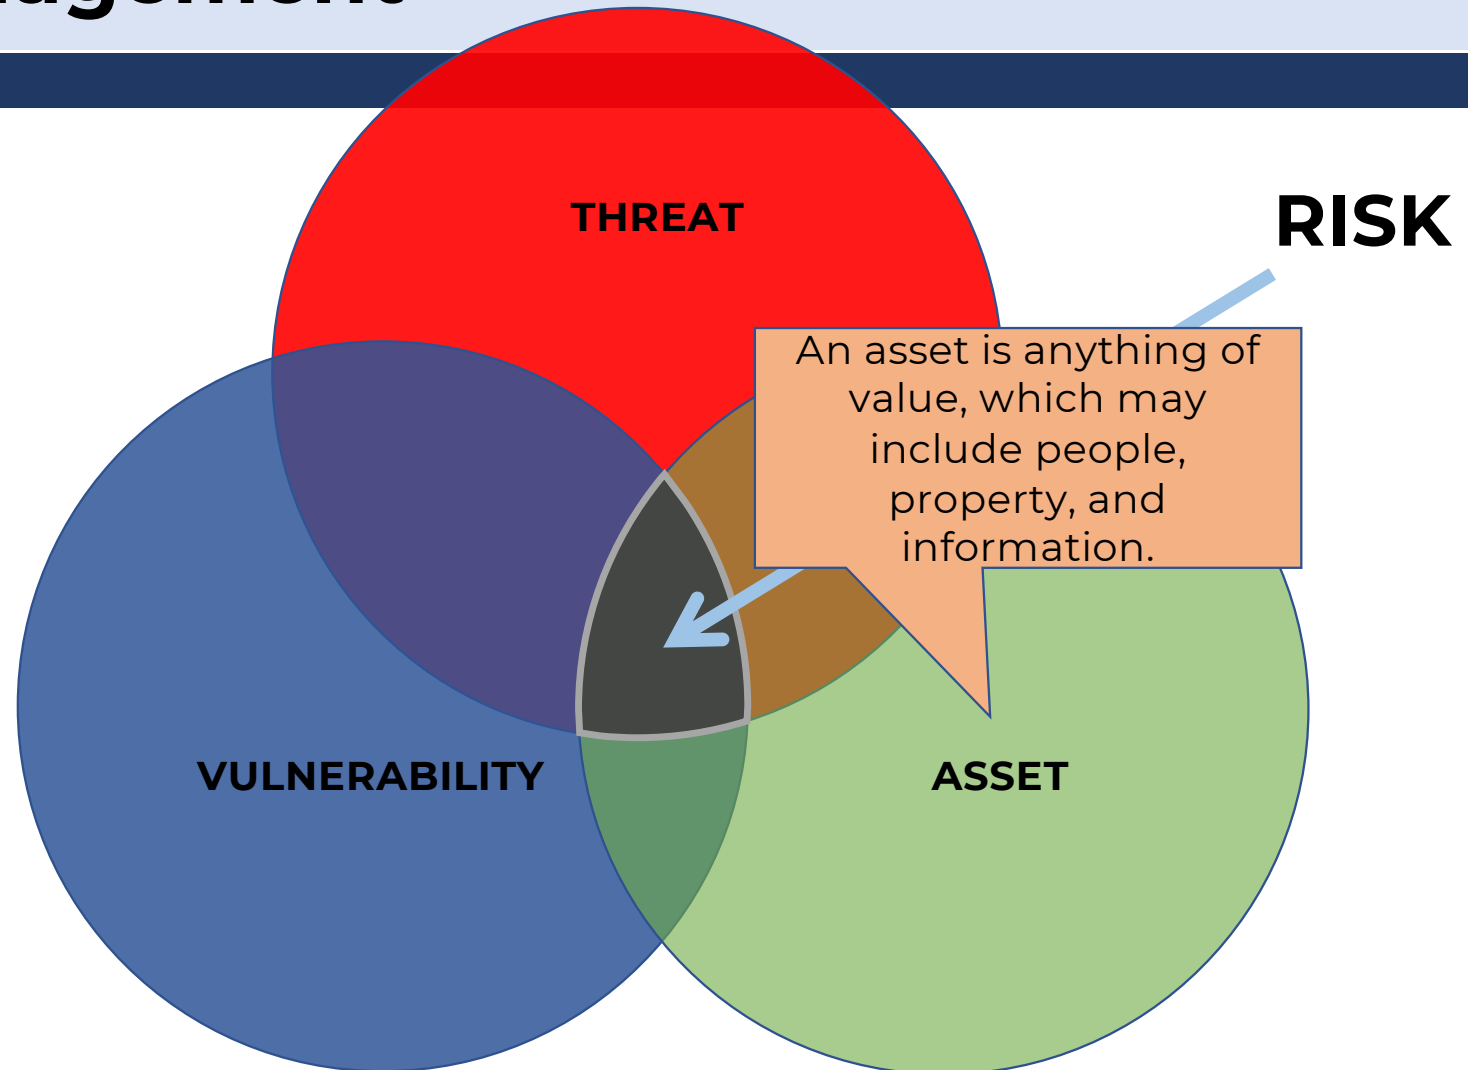 THREAT
RISK
An asset is anything of
value, which may
include people,
property, and
information.
VULNERABILITY
ASSET